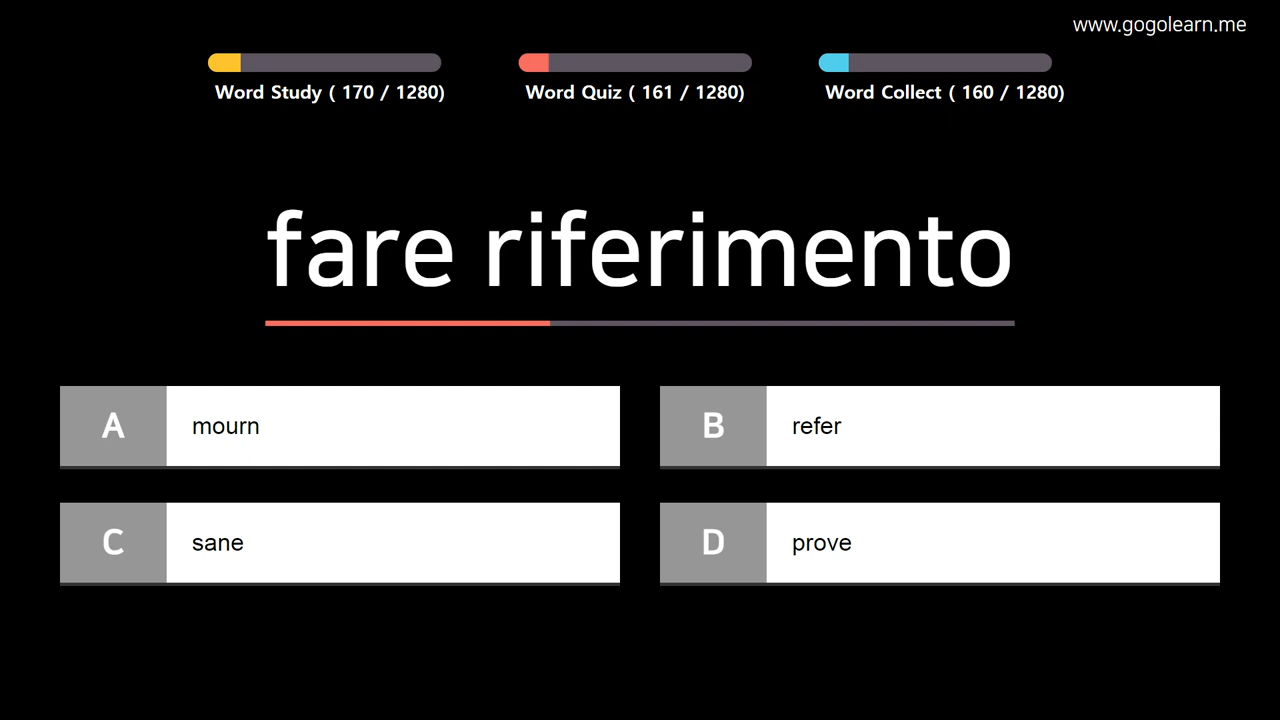 www.gogolearn.me
Word Study ( 170 / 1280)
Word Quiz ( 161 / 1280)
Word Collect ( 160 / 1280)
fare riferimento
A mourn
B refer
C sane
D prove